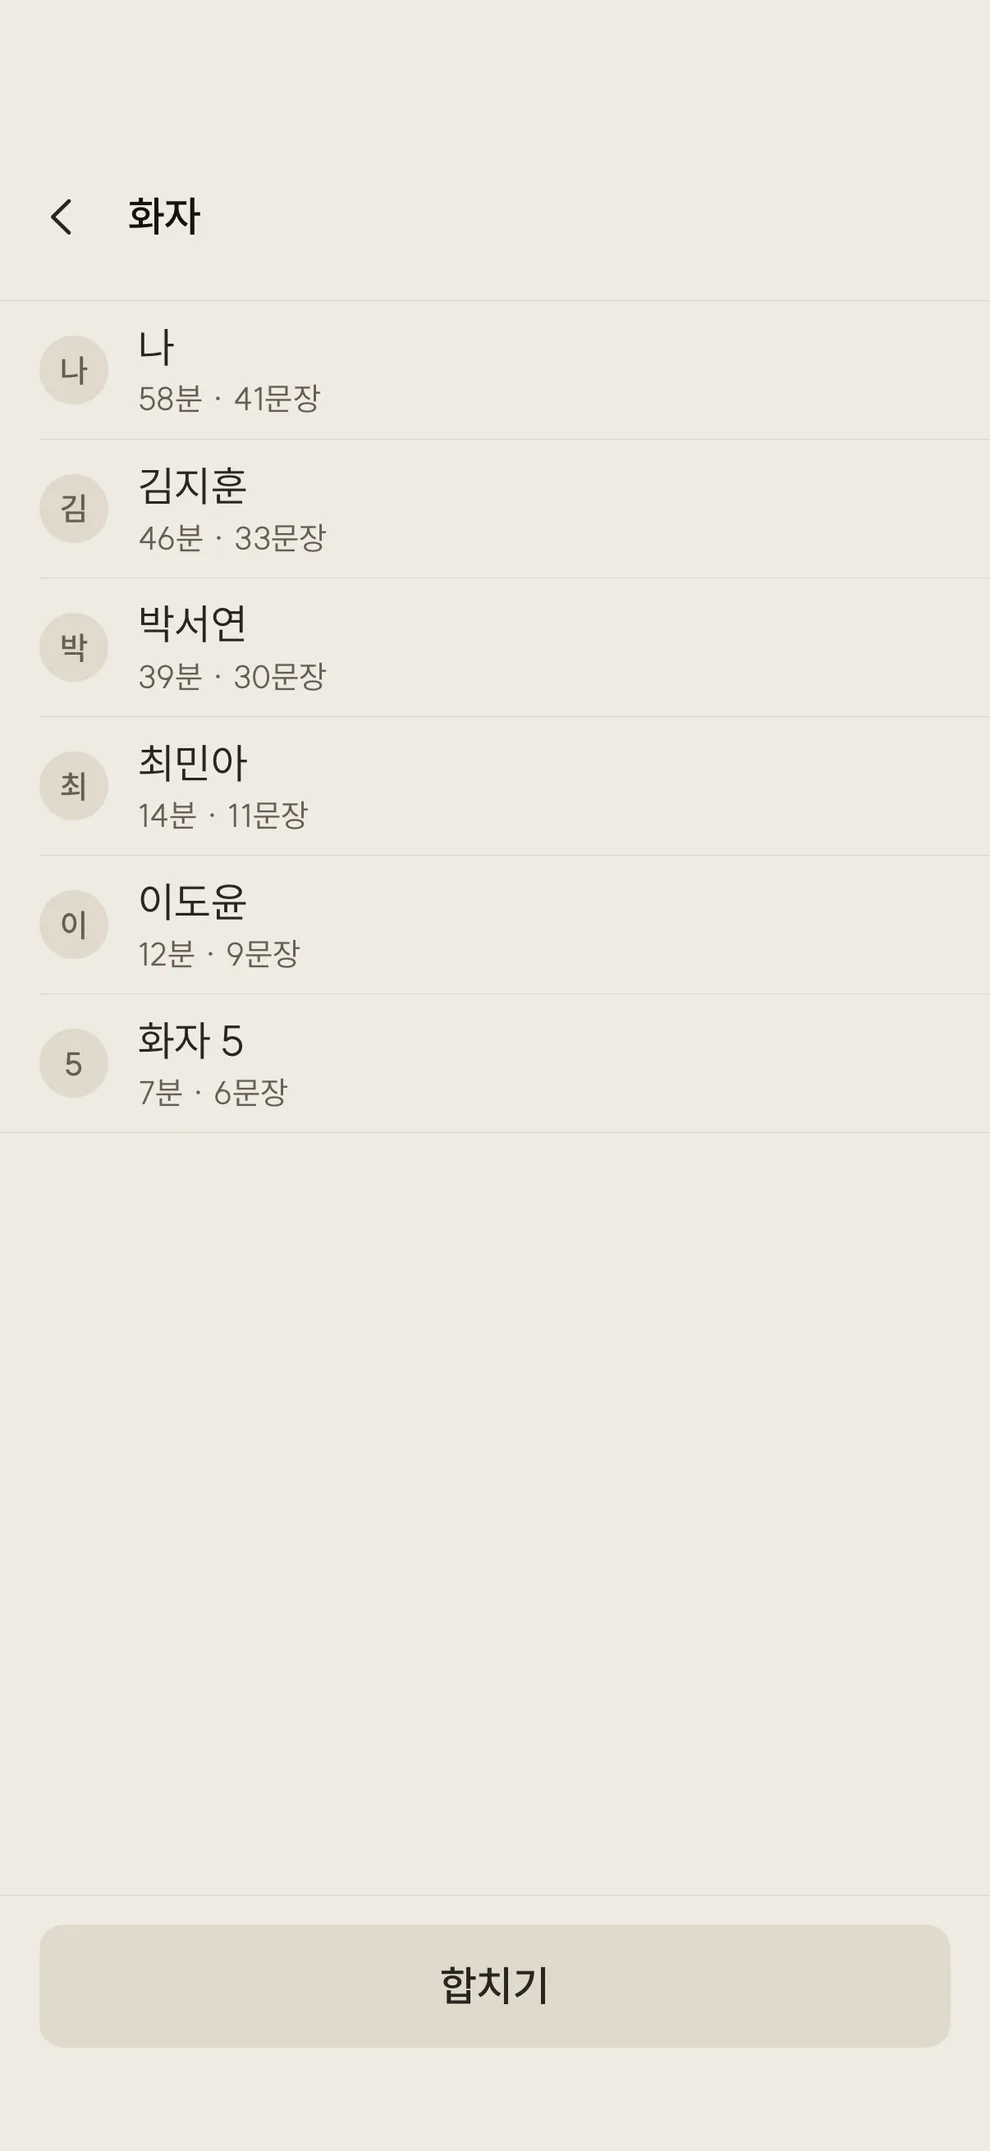 화자
나
나
58분 · 41문장
김
김지훈
46분 · 33문장
박
박서연
39분 · 30문장
최
최민아
14분 · 11문장
이
이도윤
12분 · 9문장
5
화자 5
7분 · 6문장
합치기